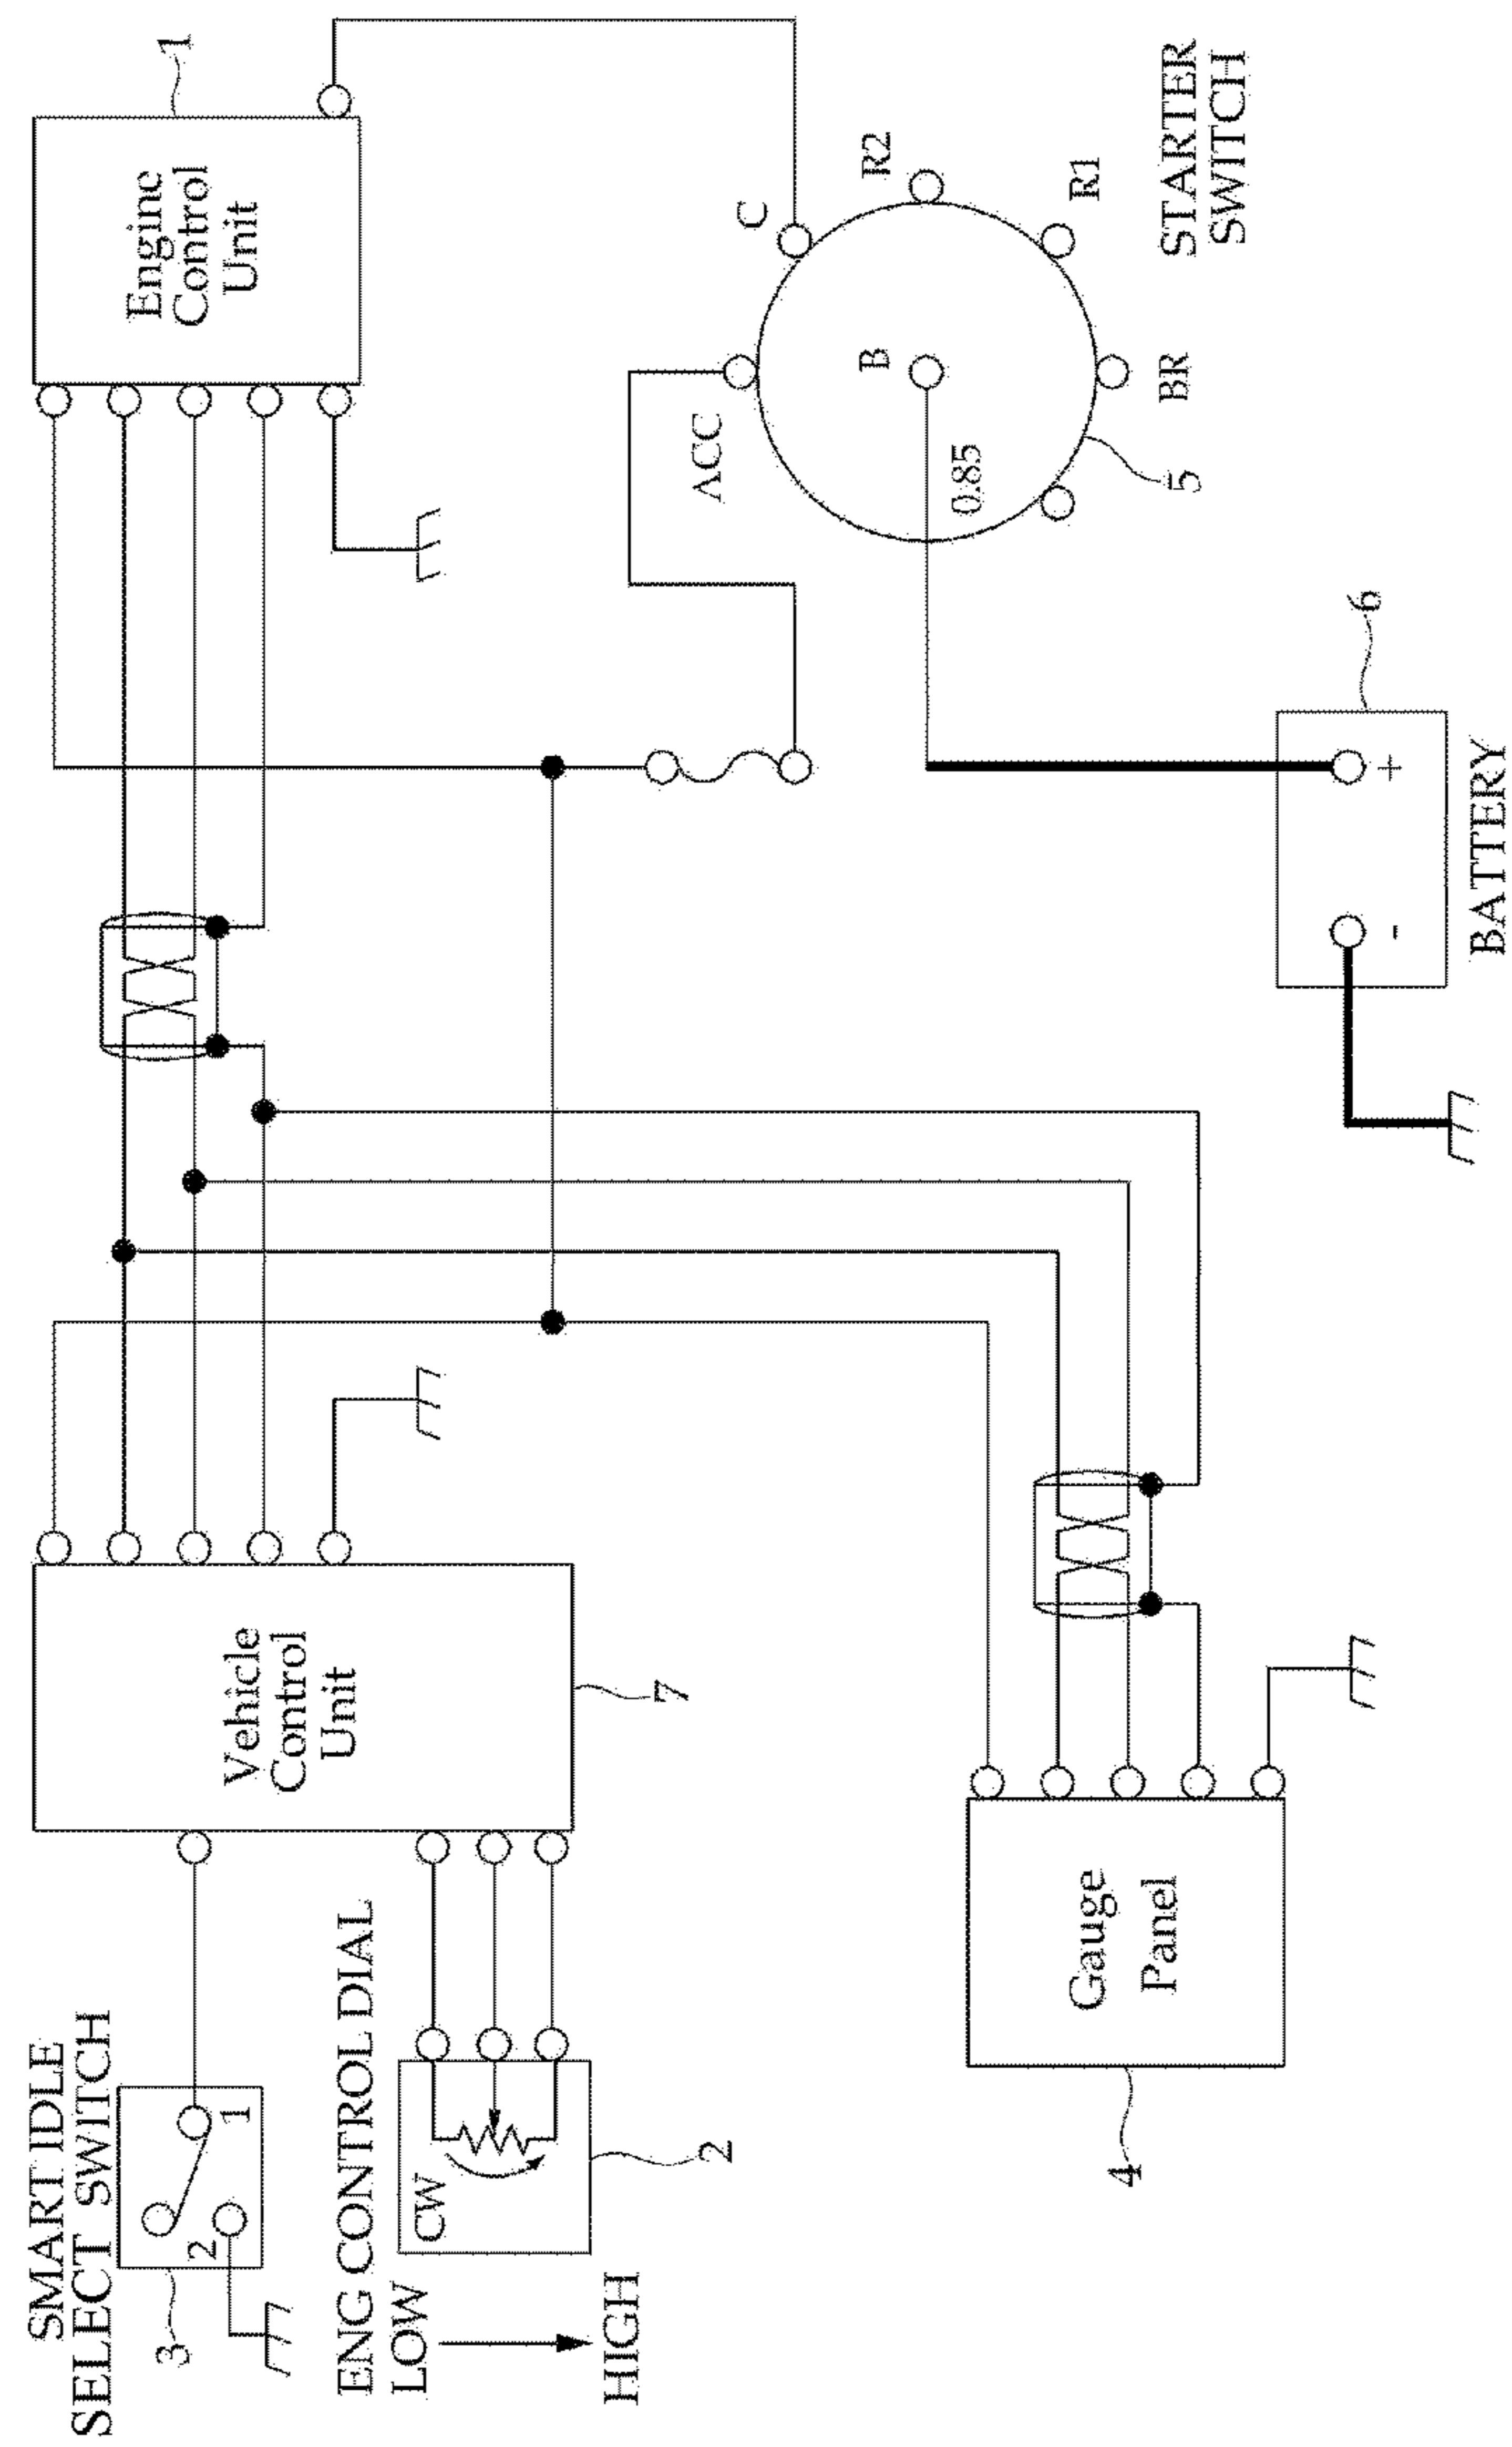 SMART IDLE
SELECT SWITCH
1
2
3
ENG CONTROL DIAL
LOW
HIGH
CW
2
Vehicle
Control
Unit
7
Engine
Control
Unit
1
Gauge
Panel
4
ACC
C
R2
R1
B
0.85
BR
5
STARTER
SWITCH
6
-
+
BATTERY